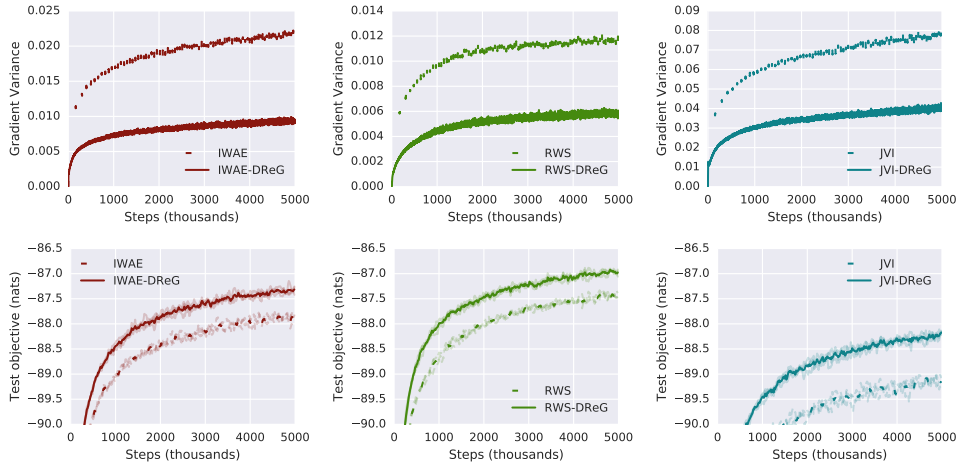 0.025
0.020
0.015
0.010
0.005
0.000
Gradient Variance
IWAE
IWAE-DReG
0 1000 2000 3000 4000 5000
Steps (thousands)
0.014
0.012
0.010
0.008
0.006
0.004
0.002
0.000
Gradient Variance
RWS
RWS-DReG
0 1000 2000 3000 4000 5000
Steps (thousands)
0.09
0.08
0.07
0.06
0.05
0.04
0.03
0.02
0.01
0.00
Gradient Variance
JVI
JVI-DReG
0 1000 2000 3000 4000 5000
Steps (thousands)
−86.5
−87.0
−87.5
−88.0
−88.5
−89.0
−89.5
−90.0
Test objective (nats)
IWAE
IWAE-DReG
0 1000 2000 3000 4000 5000
Steps (thousands)
−86.5
−87.0
−87.5
−88.0
−88.5
−89.0
−89.5
−90.0
Test objective (nats)
RWS
RWS-DReG
0 1000 2000 3000 4000 5000
Steps (thousands)
−86.5
−87.0
−87.5
−88.0
−88.5
−89.0
−89.5
−90.0
Test objective (nats)
JVI
JVI-DReG
0 1000 2000 3000 4000 5000
Steps (thousands)